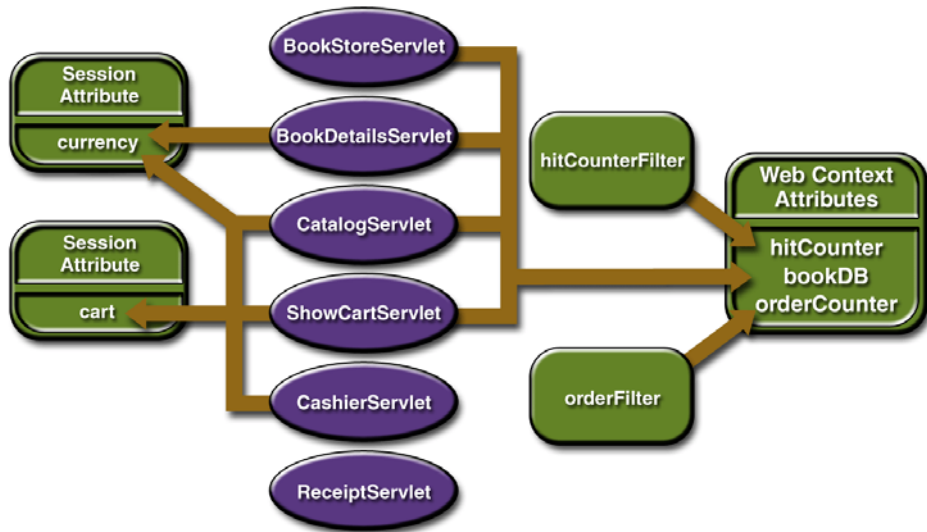 Session
Attribute
currency
Session
Attribute
cart
BookStoreServlet
BookDetailsServlet
CatalogServlet
ShowCartServlet
CashierServlet
ReceiptServlet
hitCounterFilter
orderFilter
Web Context
Attributes
hitCounter
bookDB
orderCounter